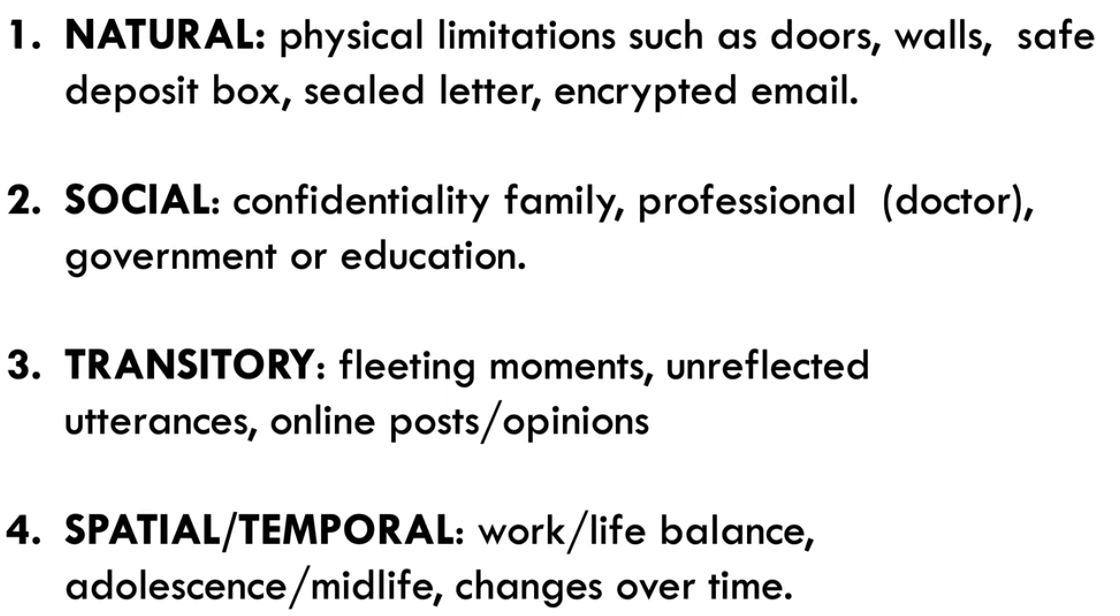 1. NATURAL: physical limitations such as doors, walls, safe
deposit box, sealed letter, encrypted email.
2. SOCIAL: confidentiality family, professional (doctor),
government or education.
3. TRANSITORY: fleeting moments, unreflected
utterances, online posts/opinions
4. SPATIAL/TEMPORAL: work/life balance,
adolescence/midlife, changes over time.